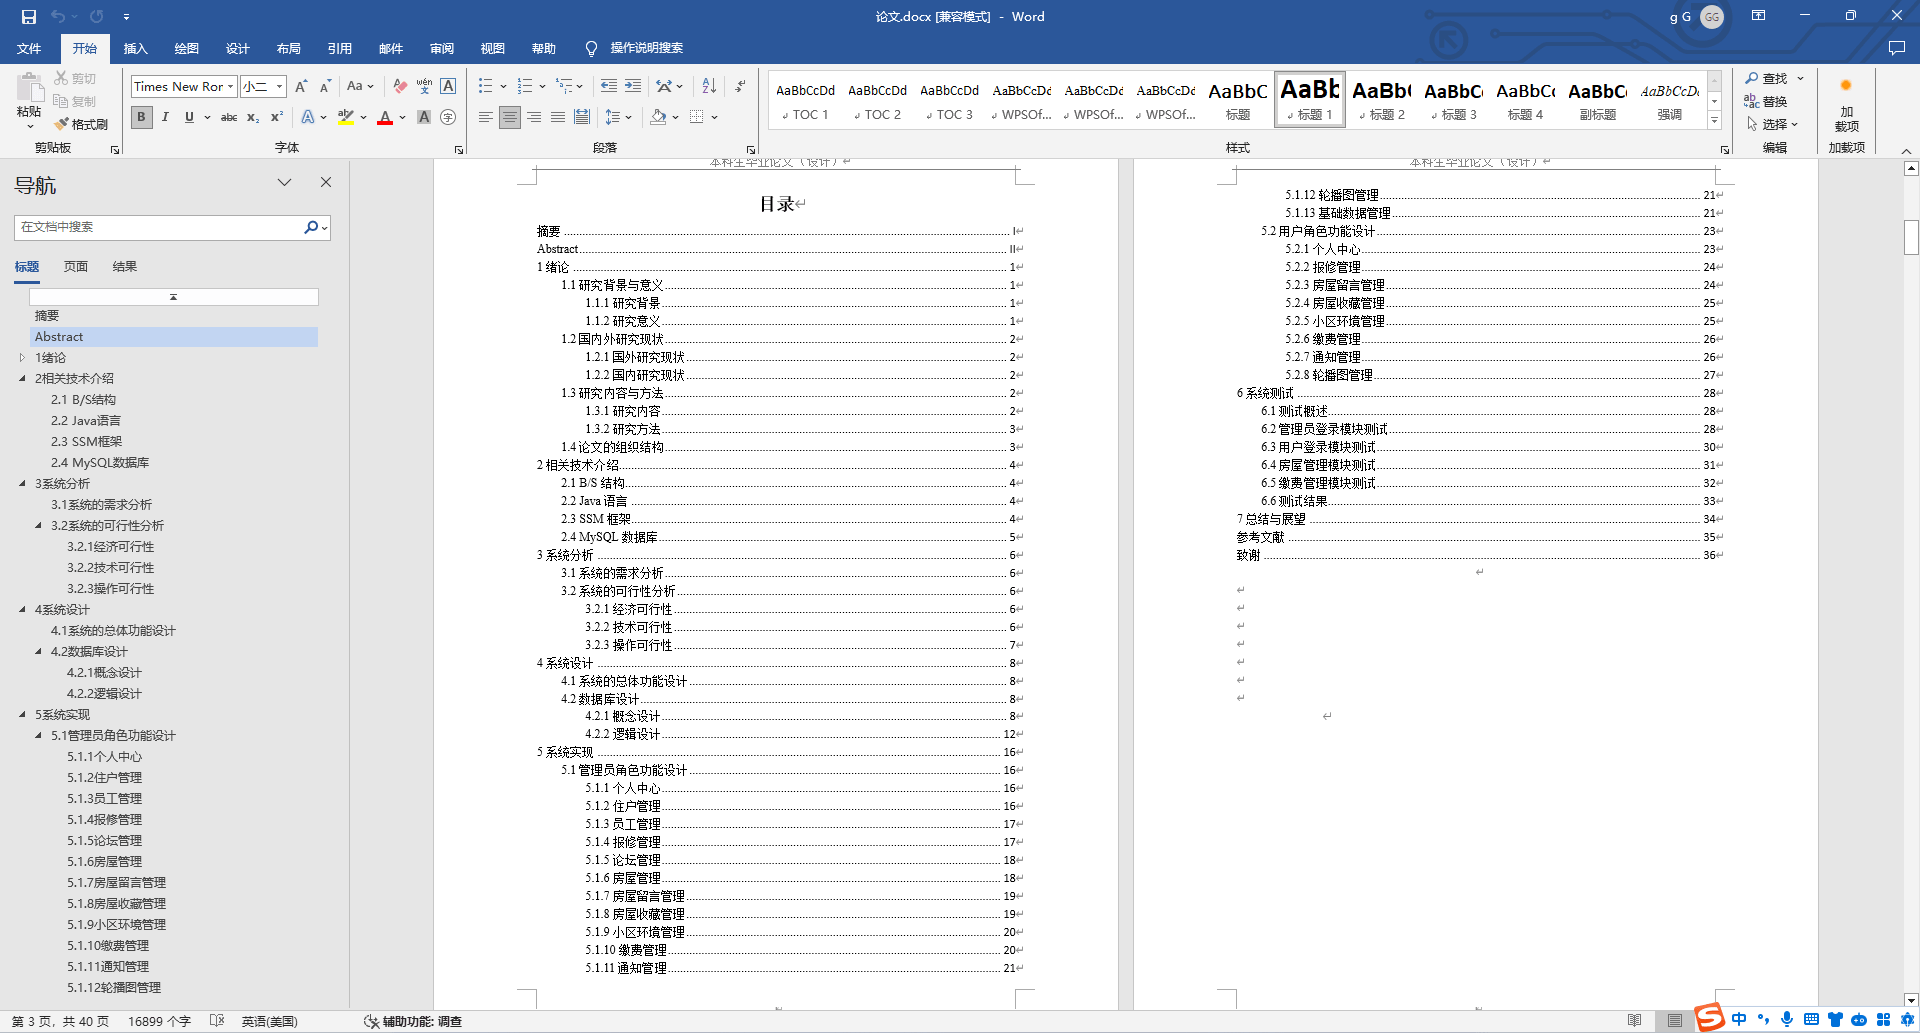 论文.docx [兼容模式] - Word
g G
GG
文件 开始 插入 绘图 设计 布局 引用 邮件 审阅 视图 帮助 操作说明搜索
粘贴
剪切
复制
格式刷
剪贴板
Times New Ror
小二
字体
段落
AaBbCcDd AaBbCcDd AaBbCcDd AaBbCcDd AaBbCcDd AaBbCcDd AaBbC AaBb AaBb( AaBbC AaBbC AaBbC AaBbCcD
TOC 1 TOC 2 TOC 3 WPSOf... WPSOf... WPSOf... 标题 标题 1 标题 2 标题 3 标题 4 副标题 强调
样式
查找
替换
选择
编辑
加
载项
加载项
导航
在文档中搜索
标题 页面 结果
摘要
Abstract
1绪论
2相关技术介绍
2.1 B/S结构
2.2 Java语言
2.3 SSM框架
2.4 MySQL数据库
3系统分析
3.1系统的需求分析
3.2系统的可行性分析
3.2.1经济可行性
3.2.2技术可行性
3.2.3操作可行性
4系统设计
4.1系统的总体功能设计
4.2数据库设计
4.2.1概念设计
4.2.2逻辑设计
5系统实现
5.1管理员角色功能设计
5.1.1个人中心
5.1.2住户管理
5.1.3员工管理
5.1.4报修管理
5.1.5论坛管理
5.1.6房屋管理
5.1.7房屋留言管理
5.1.8房屋收藏管理
5.1.9小区环境管理
5.1.10缴费管理
5.1.11通知管理
5.1.12轮播图管理
本科生毕业论文（设计）
目录
摘要 I
Abstract II
1 绪论 1
1.1 研究背景与意义 1
1.1.1 研究背景 1
1.1.2 研究意义 1
1.2 国内外研究现状 2
1.2.1 国外研究现状 2
1.2.2 国内研究现状 2
1.3 研究内容与方法 2
1.3.1 研究内容 2
1.3.2 研究方法 3
1.4 论文的组织结构 3
2 相关技术介绍 4
2.1 B/S 结构 4
2.2 Java 语言 4
2.3 SSM 框架 4
2.4 MySQL 数据库 5
3 系统分析 6
3.1 系统的需求分析 6
3.2 系统的可行性分析 6
3.2.1 经济可行性 6
3.2.2 技术可行性 6
3.2.3 操作可行性 7
4 系统设计 8
4.1 系统的总体功能设计 8
4.2 数据库设计 8
4.2.1 概念设计 8
4.2.2 逻辑设计 12
5 系统实现 16
5.1 管理员角色功能设计 16
5.1.1 个人中心 16
5.1.2 住户管理 16
5.1.3 员工管理 17
5.1.4 报修管理 17
5.1.5 论坛管理 18
5.1.6 房屋管理 18
5.1.7 房屋留言管理 19
5.1.8 房屋收藏管理 19
5.1.9 小区环境管理 20
5.1.10 缴费管理 20
5.1.11 通知管理 21
本科生毕业论文（设计）
5.1.12 轮播图管理 21
5.1.13 基础数据管理 21
5.2 用户角色功能设计 23
5.2.1 个人中心 23
5.2.2 报修管理 24
5.2.3 房屋留言管理 24
5.2.4 房屋收藏管理 25
5.2.5 小区环境管理 25
5.2.6 缴费管理 26
5.2.7 通知管理 26
5.2.8 轮播图管理 27
6 系统测试 28
6.1 测试概述 28
6.2 管理员登录模块测试 28
6.3 用户登录模块测试 30
6.4 房屋管理模块测试 31
6.5 缴费管理模块测试 32
6.6 测试结果 33
7 总结与展望 34
参考文献 35
致谢 36
第 3 页，共 40 页 16899 个字 英语(美国) 辅助功能: 调查
中